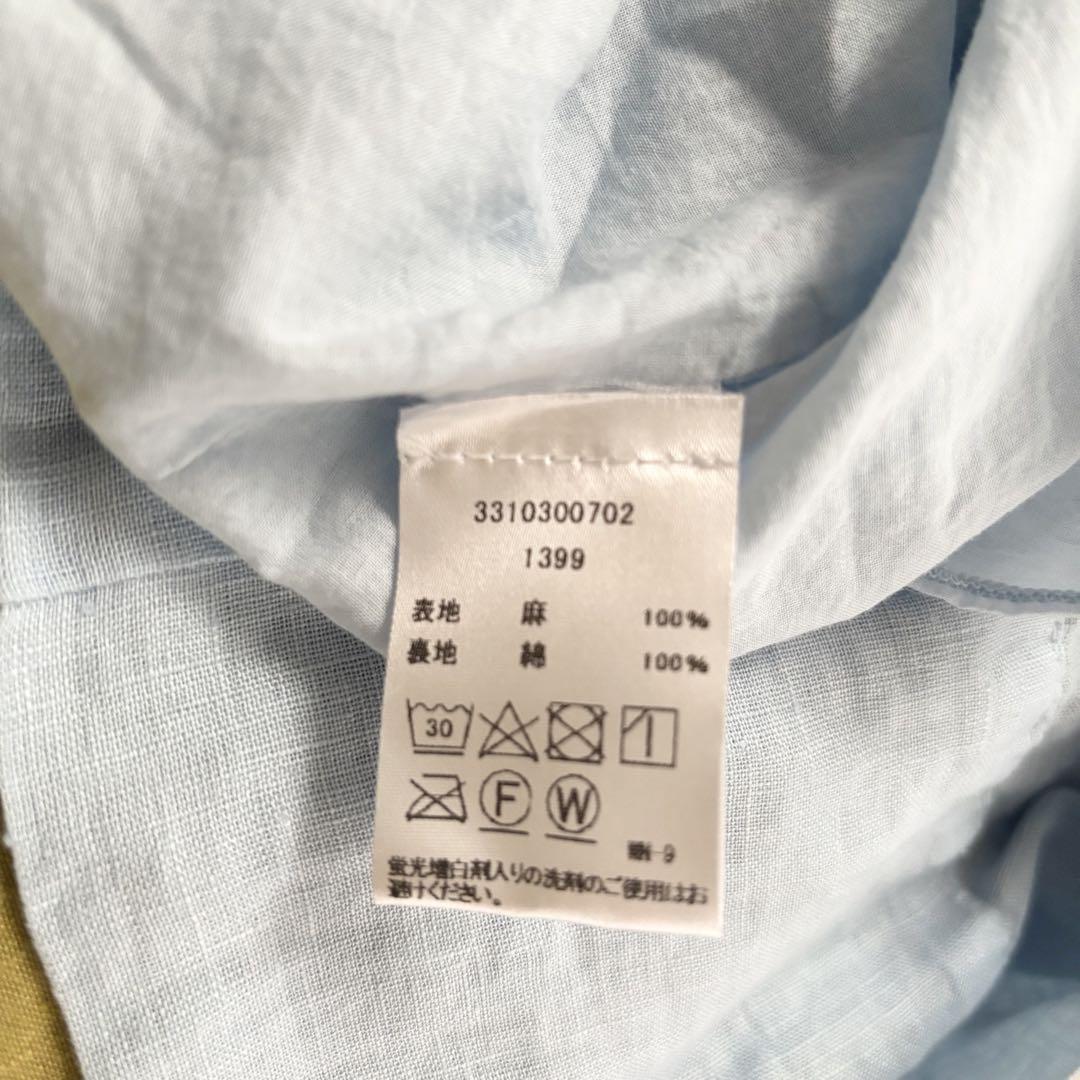 3310300702
1399
表地 麻 100%
裏地 綿 100%
30
F W
蛍光増白剤入りの洗剤のご使用はお
避けください。